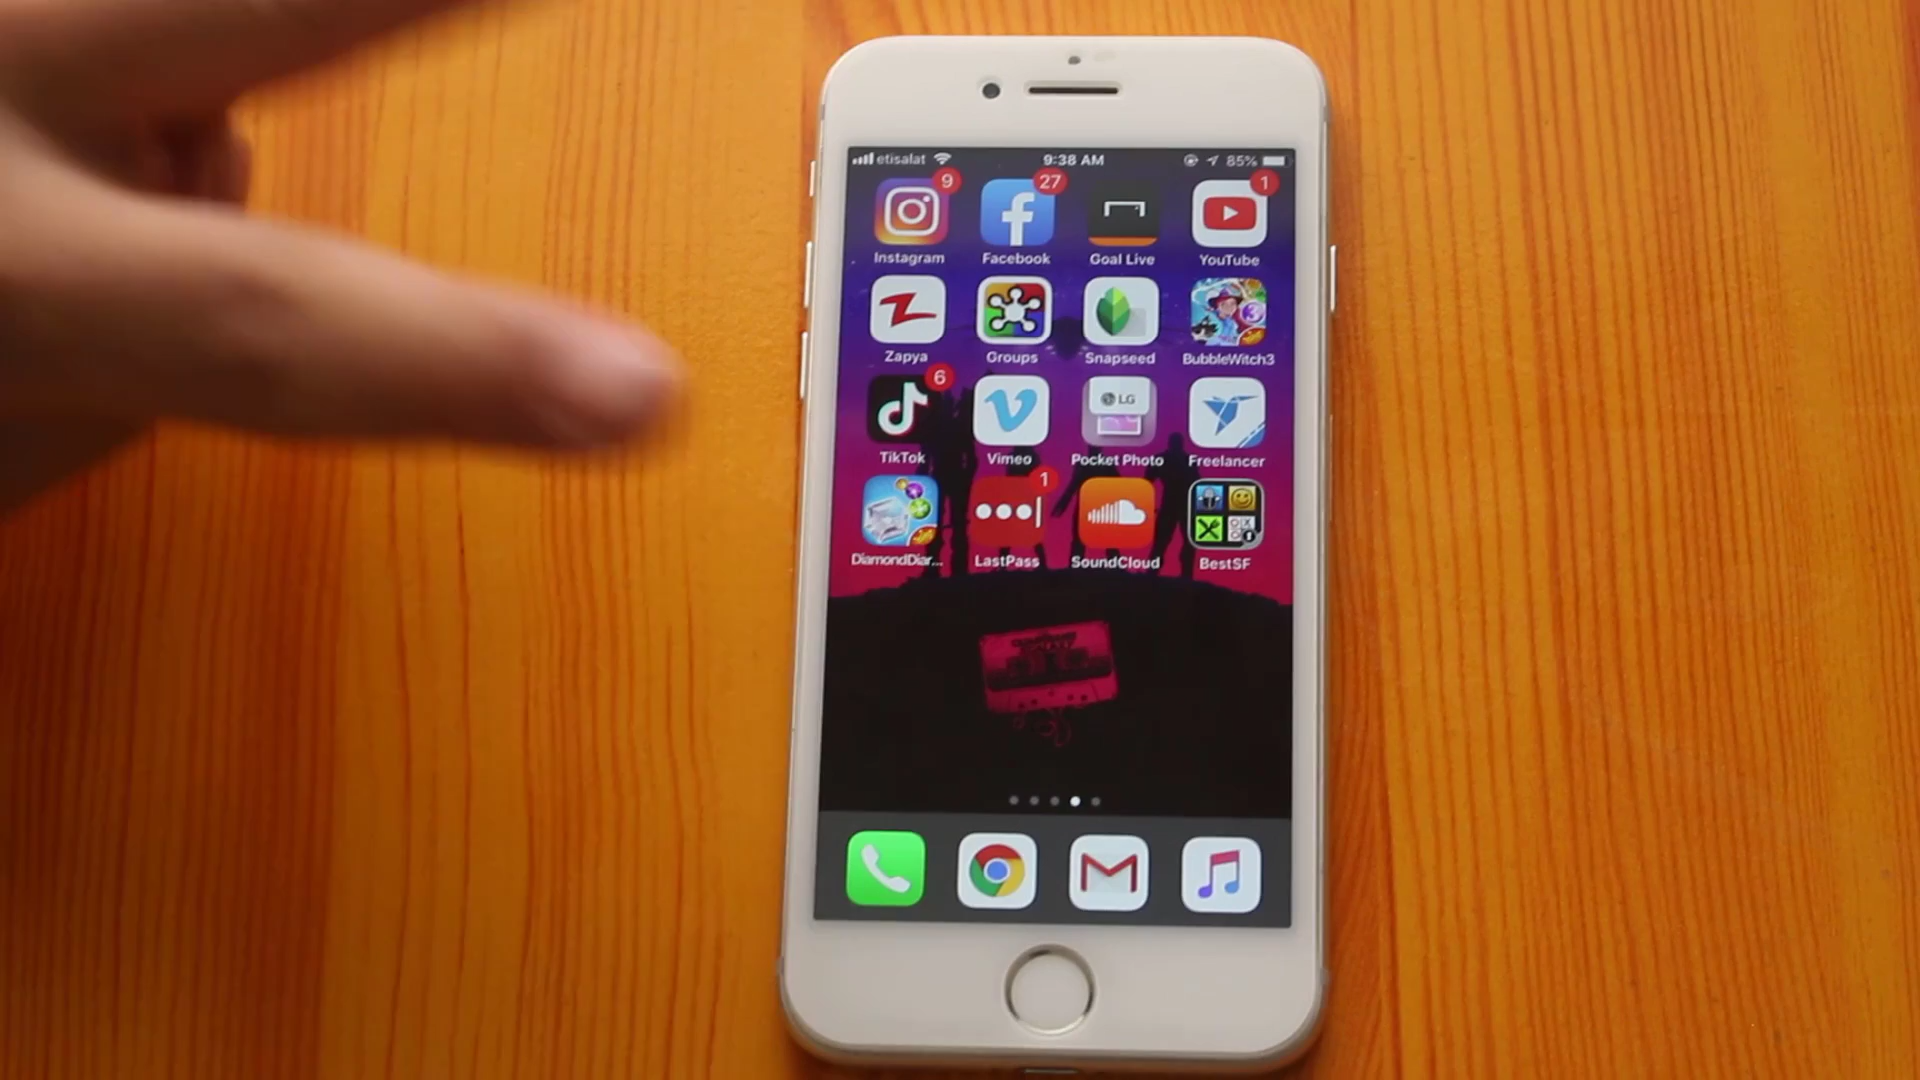 etisalat 9:38 AM 85%
9 27 1
Instagram Facebook Goal Live YouTube
3
Zapya Groups Snapseed BubbleWitch3
6 LG
TikTok Vimeo Pocket Photo Freelancer
1
DiamondDiar... LastPass SoundCloud BestSF